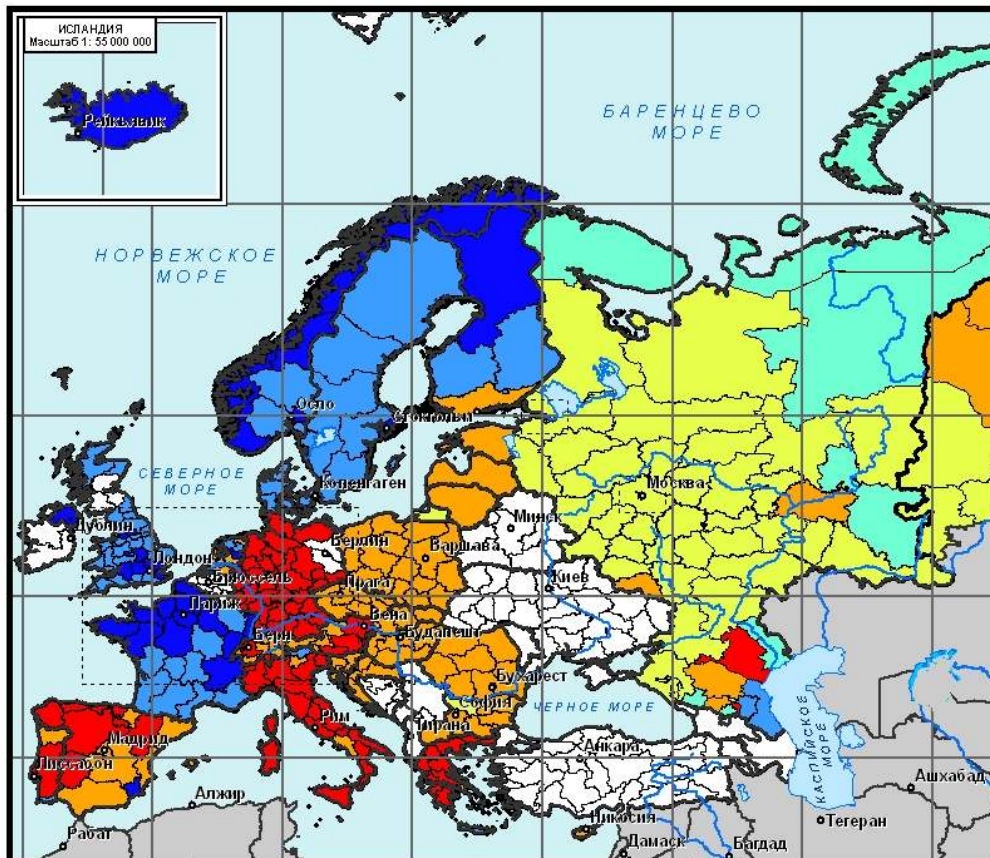 ИСЛАНДИЯ
Масштаб 1: 55 000 000
Рейкьявик
БАРЕНЦЕВО
МОРЕ
НОРВЕЖСКОЕ
МОРЕ
Осло
Стокгольм
СЕВЕРНОЕ
МОРЕ
Копенгаген
Москва
Дублин
Минск
Лондон
Берлин
Варшава
Брюссель
Прага
Киев
Париж
Вена
Берн
Будапешт
Бухарест
Рим
София
ЧЕРНОЕ МОРЕ
Тирана
Мадрид
Анкара
Лиссабон
КАСПИЙСКОЕ
МОРЕ
Ашхабад
Алжир
Никосия
Тегеран
Рабат
Дамаск
Багдад